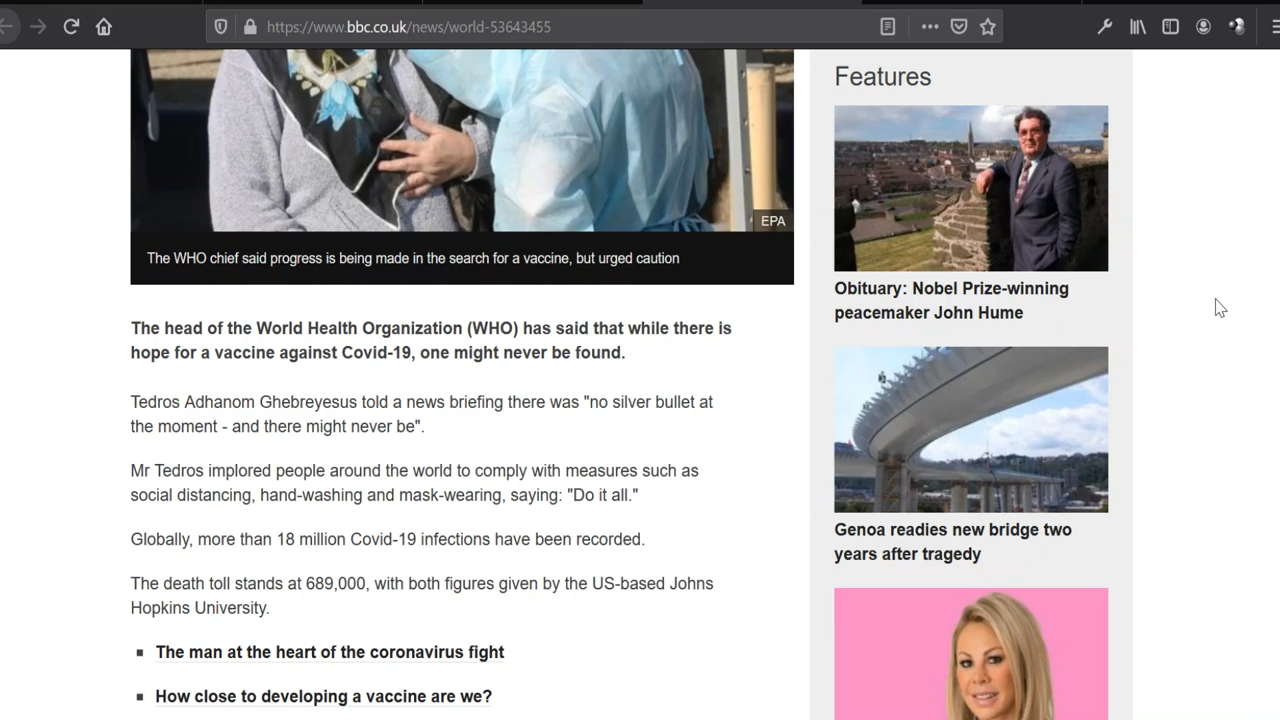 https://www.bbc.co.uk/news/world-53643455
EPA
The WHO chief said progress is being made in the search for a vaccine, but urged caution
The head of the World Health Organization (WHO) has said that while there is
hope for a vaccine against Covid-19, one might never be found.
Tedros Adhanom Ghebreyesus told a news briefing there was "no silver bullet at
the moment - and there might never be".
Mr Tedros implored people around the world to comply with measures such as
social distancing, hand-washing and mask-wearing, saying: "Do it all."
Globally, more than 18 million Covid-19 infections have been recorded.
The death toll stands at 689,000, with both figures given by the US-based Johns
Hopkins University.
The man at the heart of the coronavirus fight
How close to developing a vaccine are we?
Features
Obituary: Nobel Prize-winning
peacemaker John Hume
Genoa readies new bridge two
years after tragedy